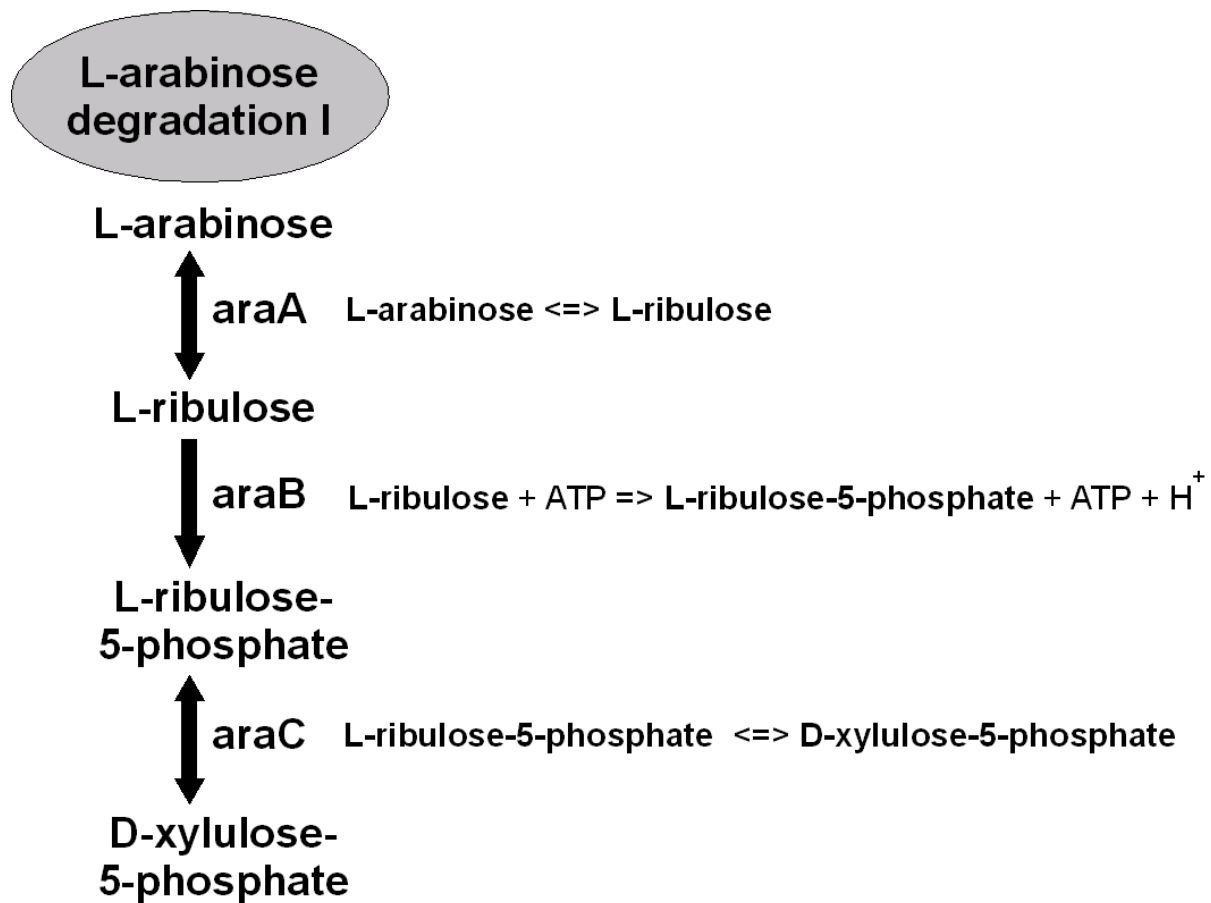 L-arabinose
degradation I
L-arabinose
araA L-arabinose <=> L-ribulose
L-ribulose
araB L-ribulose + ATP => L-ribulose-5-phosphate + ATP + H⁺
L-ribulose-
5-phosphate
araC L-ribulose-5-phosphate <=> D-xylulose-5-phosphate
D-xylulose-
5-phosphate